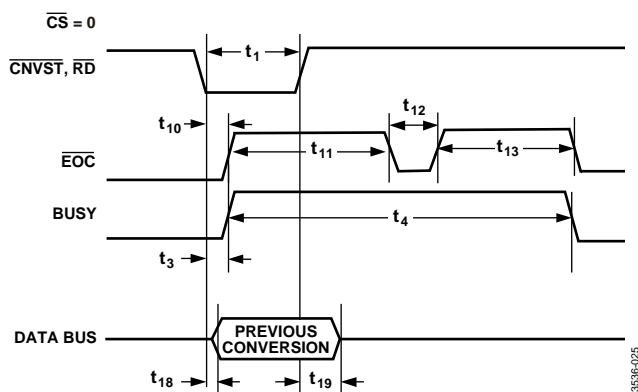 CS = 0
t1
CNVST, RD
t12
t10
EOC
t11
t13
BUSY
t4
t3
DATA BUS
PREVIOUS
CONVERSION
t18
t19
3536-025